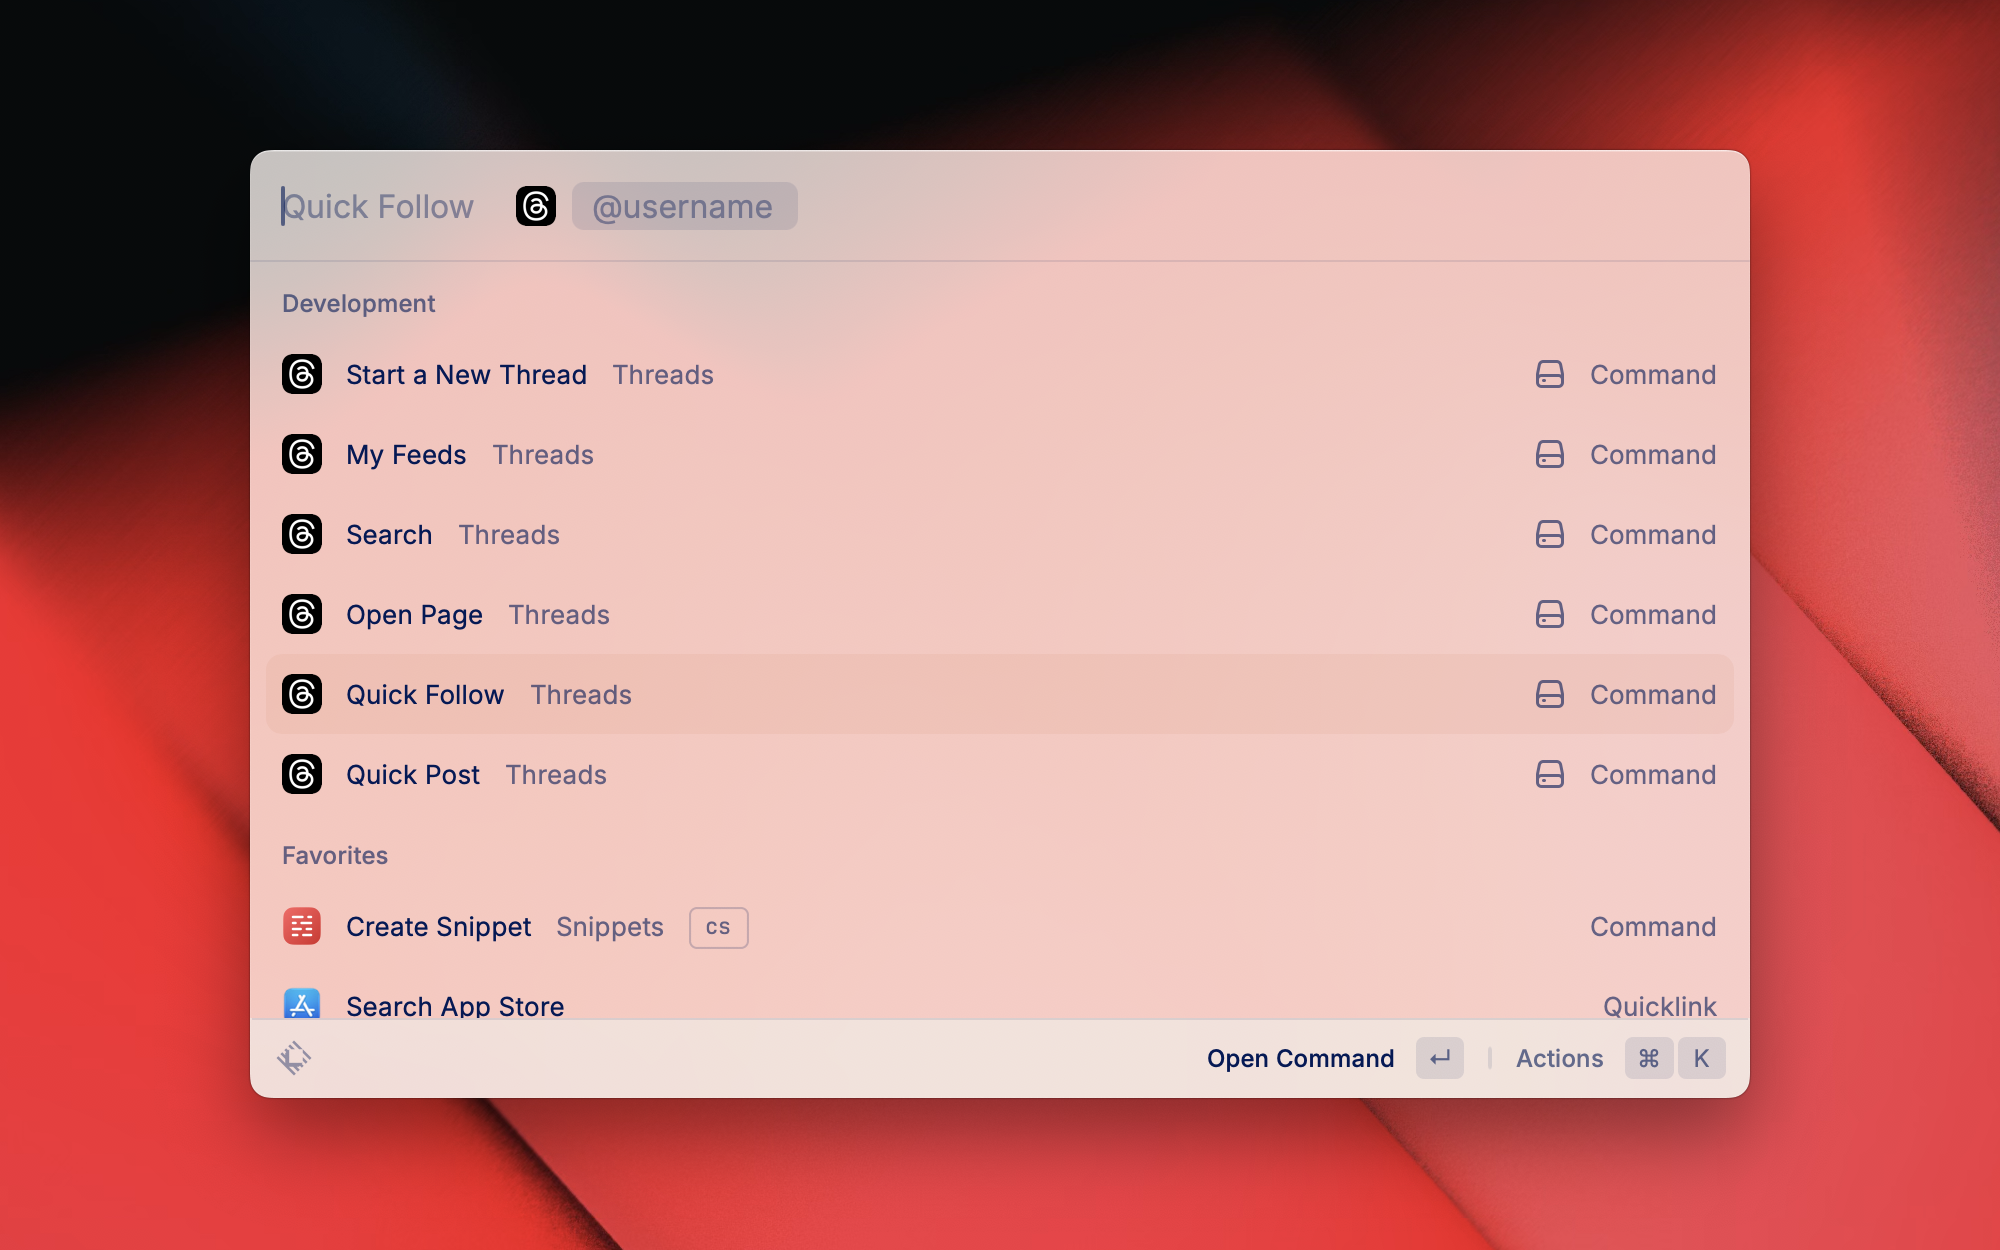 Quick Follow @username
Development
Start a New Thread Threads Command
My Feeds Threads Command
Search Threads Command
Open Page Threads Command
Quick Follow Threads Command
Quick Post Threads Command
Favorites
Create Snippet Snippets cs Command
Search App Store Quicklink
Open Command ↵ Actions ⌘ K